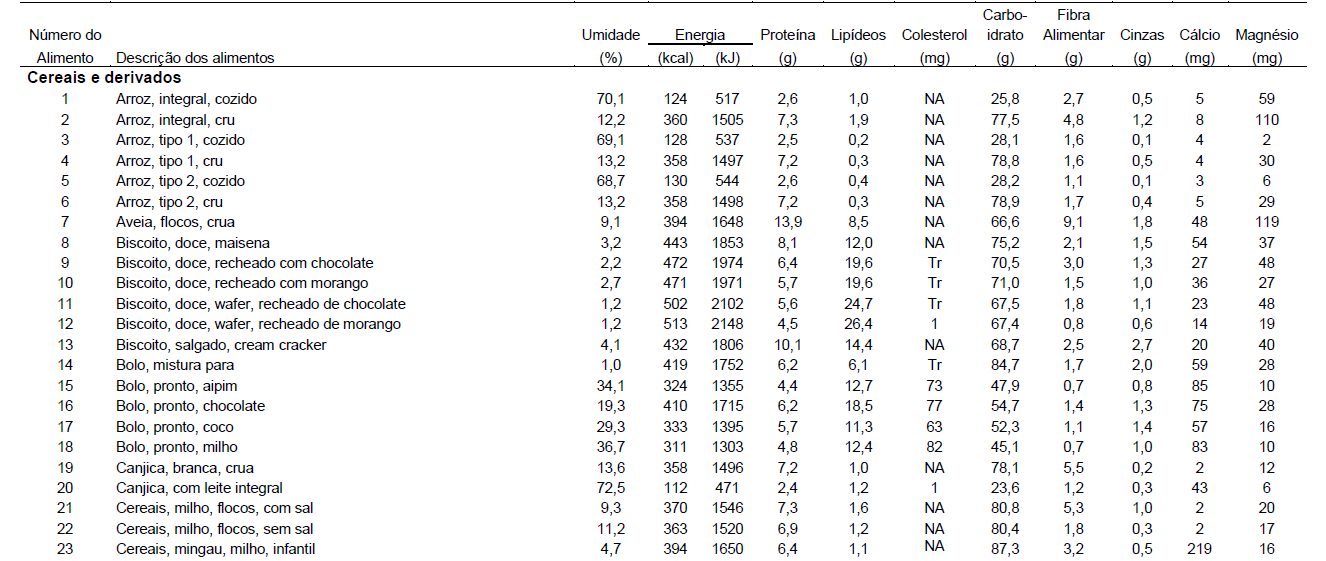 Carbo- Fibra
Número do Umidade Energia Proteína Lipídeos Colesterol idrato Alimentar Cinzas Cálcio Magnésio
Alimento Descrição dos alimentos (%) (kcal) (kJ) (g) (g) (mg) (g) (g) (g) (mg) (mg)
Cereais e derivados
1 Arroz, integral, cozido 70,1 124 517 2,6 1,0 NA 25,8 2,7 0,5 5 59
2 Arroz, integral, cru 12,2 360 1505 7,3 1,9 NA 77,5 4,8 1,2 8 110
3 Arroz, tipo 1, cozido 69,1 128 537 2,5 0,2 NA 28,1 1,6 0,1 4 2
4 Arroz, tipo 1, cru 13,2 358 1497 7,2 0,3 NA 78,8 1,6 0,5 4 30
5 Arroz, tipo 2, cozido 68,7 130 544 2,6 0,4 NA 28,2 1,1 0,1 3 6
6 Arroz, tipo 2, cru 13,2 358 1498 7,2 0,3 NA 78,9 1,7 0,4 5 29
7 Aveia, flocos, crua 9,1 394 1648 13,9 8,5 NA 66,6 9,1 1,8 48 119
8 Biscoito, doce, maisena 3,2 443 1853 8,1 12,0 NA 75,2 2,1 1,5 54 37
9 Biscoito, doce, recheado com chocolate 2,2 472 1974 6,4 19,6 Tr 70,5 3,0 1,3 27 48
10 Biscoito, doce, recheado com morango 2,7 471 1971 5,7 19,6 Tr 71,0 1,5 1,0 36 27
11 Biscoito, doce, wafer, recheado de chocolate 1,2 502 2102 5,6 24,7 Tr 67,5 1,8 1,1 23 48
12 Biscoito, doce, wafer, recheado de morango 1,2 513 2148 4,5 26,4 1 67,4 0,8 0,6 14 19
13 Biscoito, salgado, cream cracker 4,1 432 1806 10,1 14,4 NA 68,7 2,5 2,7 20 40
14 Bolo, mistura para 1,0 419 1752 6,2 6,1 Tr 84,7 1,7 2,0 59 28
15 Bolo, pronto, aipim 34,1 324 1355 4,4 12,7 73 47,9 0,7 0,8 85 10
16 Bolo, pronto, chocolate 19,3 410 1715 6,2 18,5 77 54,7 1,4 1,3 75 28
17 Bolo, pronto, coco 29,3 333 1395 5,7 11,3 63 52,3 1,1 1,4 57 16
18 Bolo, pronto, milho 36,7 311 1303 4,8 12,4 82 45,1 0,7 1,0 83 10
19 Canjica, branca, crua 13,6 358 1496 7,2 1,0 NA 78,1 5,5 0,2 2 12
20 Canjica, com leite integral 72,5 112 471 2,4 1,2 1 23,6 1,2 0,3 43 6
21 Cereais, milho, flocos, com sal 9,3 370 1546 7,3 1,6 NA 80,8 5,3 1,0 2 20
22 Cereais, milho, flocos, sem sal 11,2 363 1520 6,9 1,2 NA 80,4 1,8 0,3 2 17
23 Cereais, mingau, milho, infantil 4,7 394 1650 6,4 1,1 NA 87,3 3,2 0,5 219 16